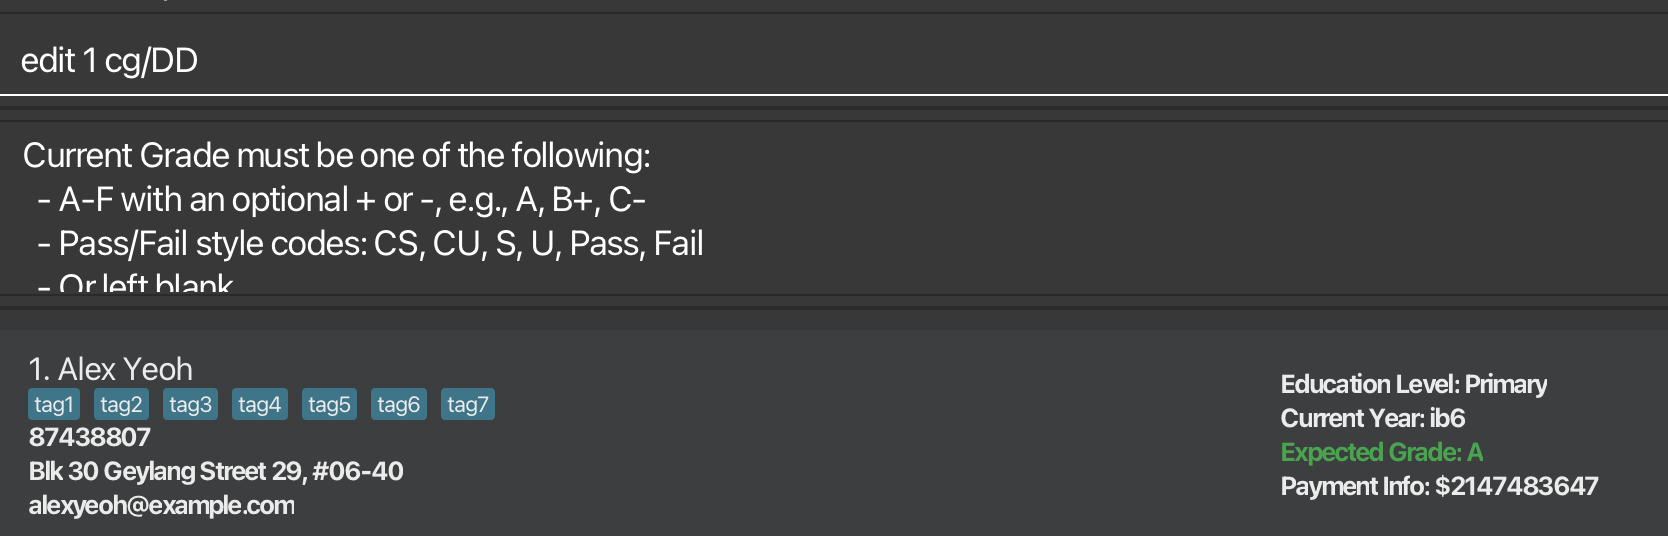 edit 1 cg/DD
Current Grade must be one of the following:
- A-F with an optional + or -, e.g., A, B+, C-
- Pass/Fail style codes: CS, CU, S, U, Pass, Fail
- Or left blank
1. Alex Yeoh
tag1 tag2 tag3 tag4 tag5 tag6 tag7
87438807
Blk 30 Geylang Street 29, #06-40
alexyeoh@example.com
Education Level: Primary
Current Year: ib6
Expected Grade: A
Payment Info: $2147483647